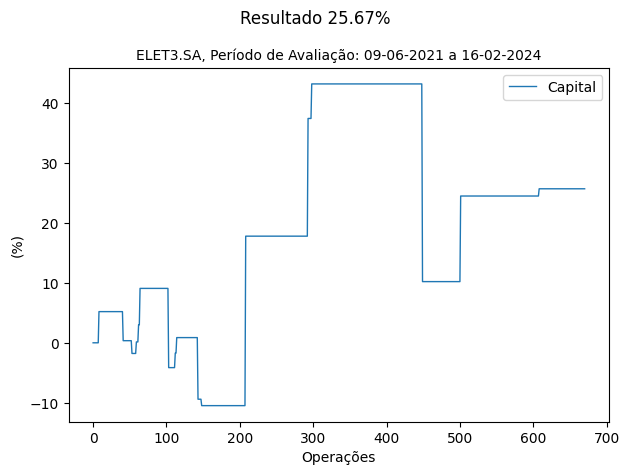 Resultado 25.67%
ELET3.SA, Período de Avaliação: 09-06-2021 a 16-02-2024
Capital
40
30
20
10
0
−10
(%)
0 100 200 300 400 500 600 700
Operações